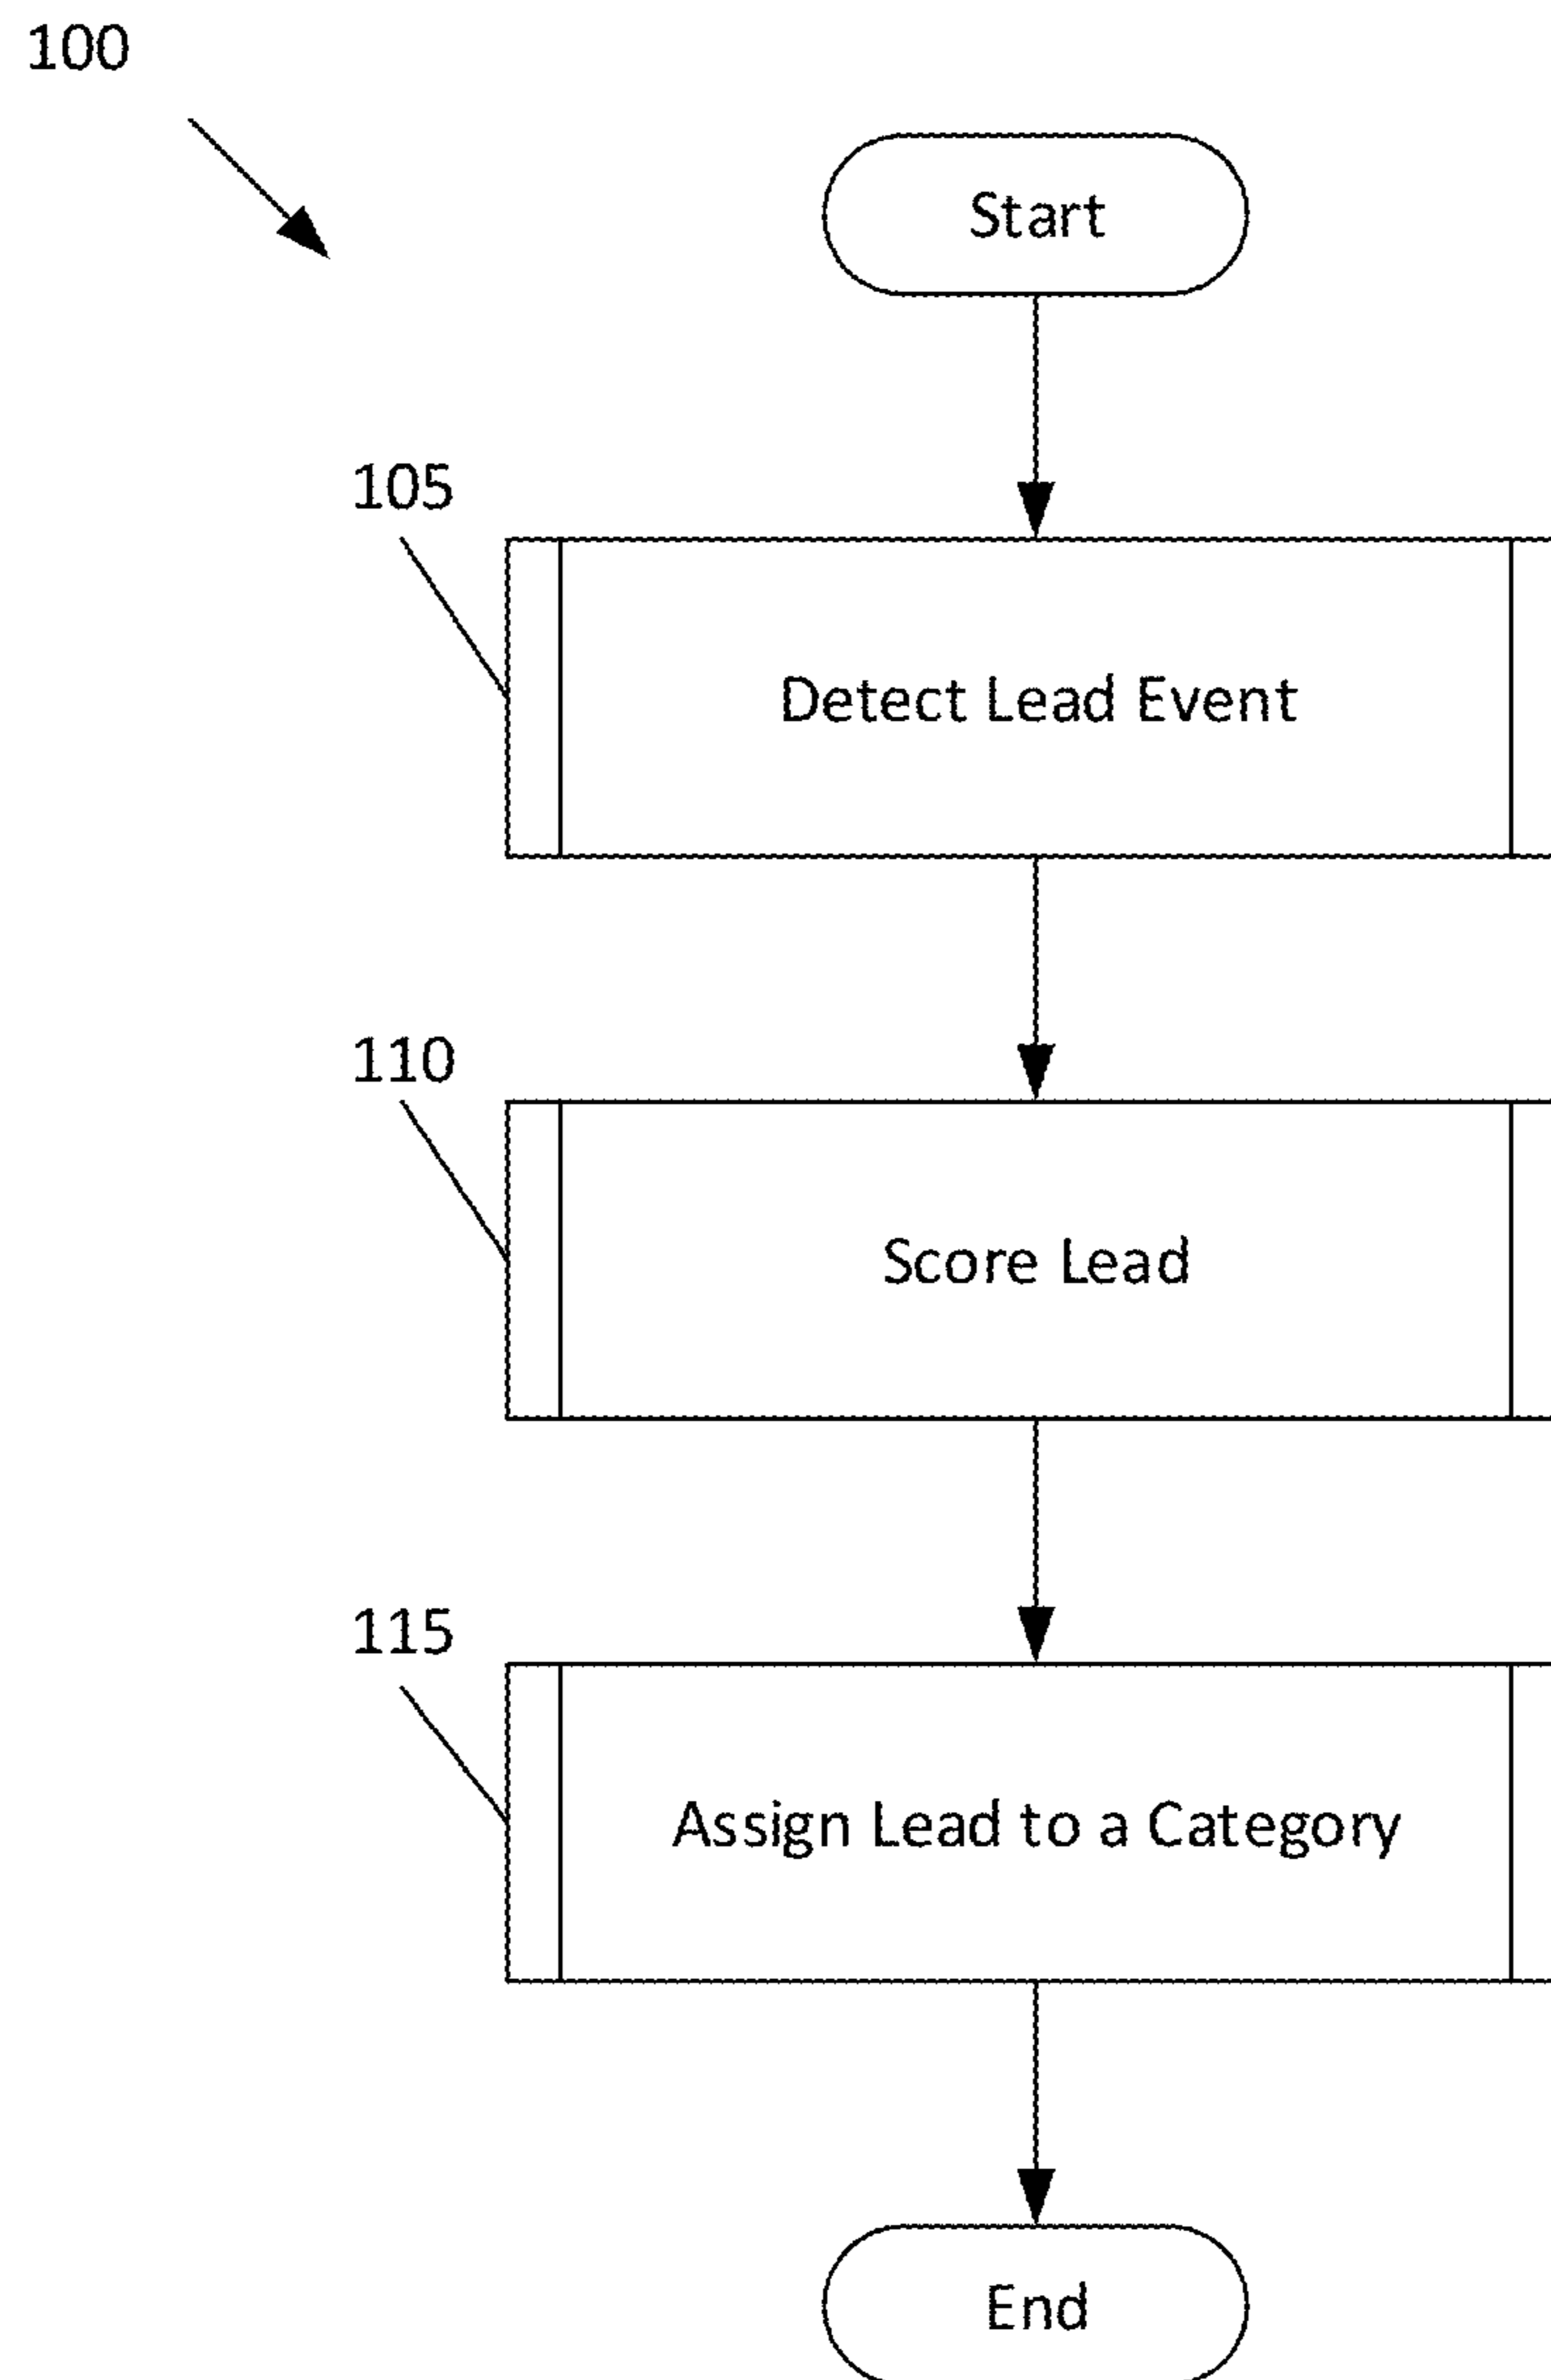 100
Start
105
Detect Lead Event
110
Score Lead
115
Assign Lead to a Category
End